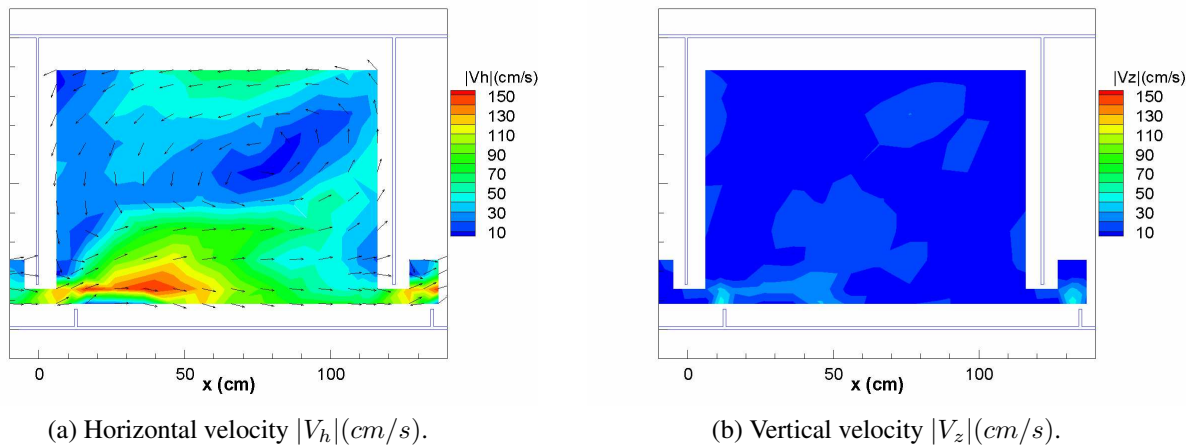 |Vh|(cm/s)
150
130
110
90
70
50
30
10
0 50 100
x (cm)
(a) Horizontal velocity |V_h|(cm/s).
|Vz|(cm/s)
150
130
110
90
70
50
30
10
0 50 100
x (cm)
(b) Vertical velocity |V_z|(cm/s).